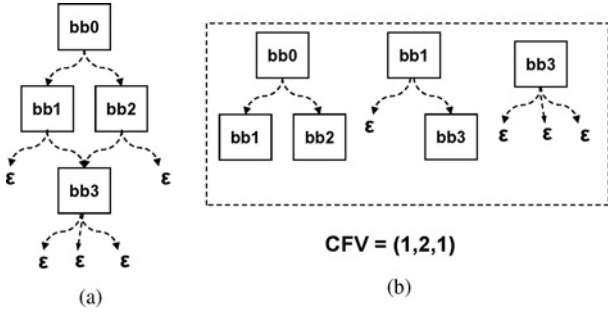 bb0
bb1 bb2
ε ε
bb3
ε ε ε
(a)
bb0 bb1 bb3
ε ε ε ε
bb1 bb2 bb3
CFV = (1,2,1)
(b)